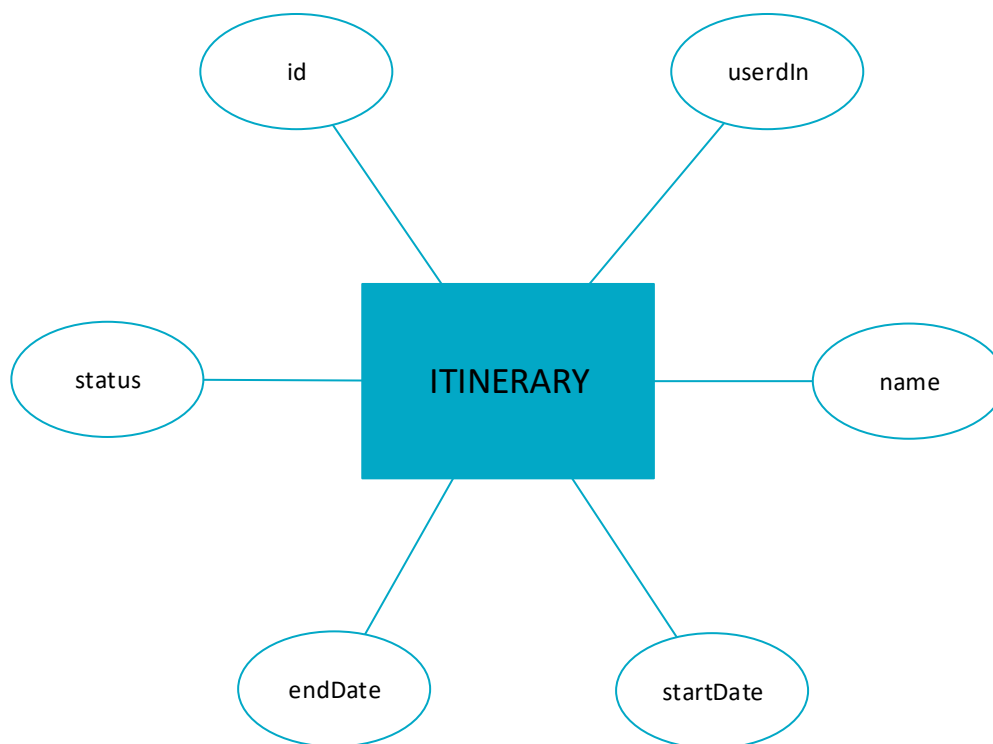 id
userdIn
status
ITINERARY
name
endDate
startDate